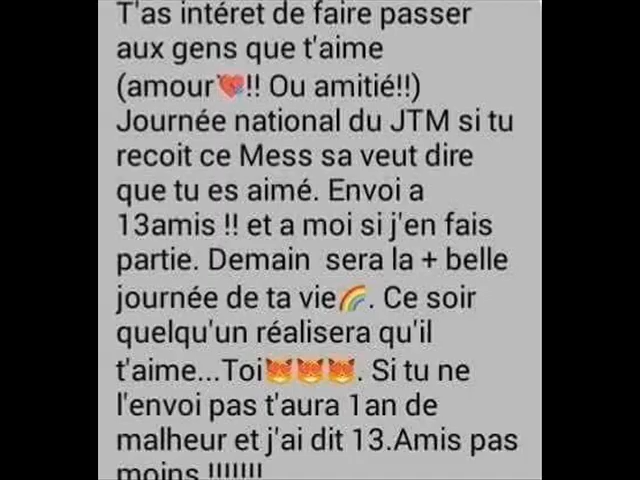 T'as intéret de faire passer
aux gens que t'aime
(amour💘!! Ou amitié!!)
Journée national du JTM si tu
recoit ce Mess sa veut dire
que tu es aimé. Envoi a
13amis !! et a moi si j'en fais
partie. Demain  sera la + belle
journée de ta vie🌈. Ce soir
quelqu'un réalisera qu'il
t'aime...Toi😻😻😻. Si tu ne
l'envoi pas t'aura 1an de
malheur et j'ai dit 13.Amis pas
moins !!!!!!!